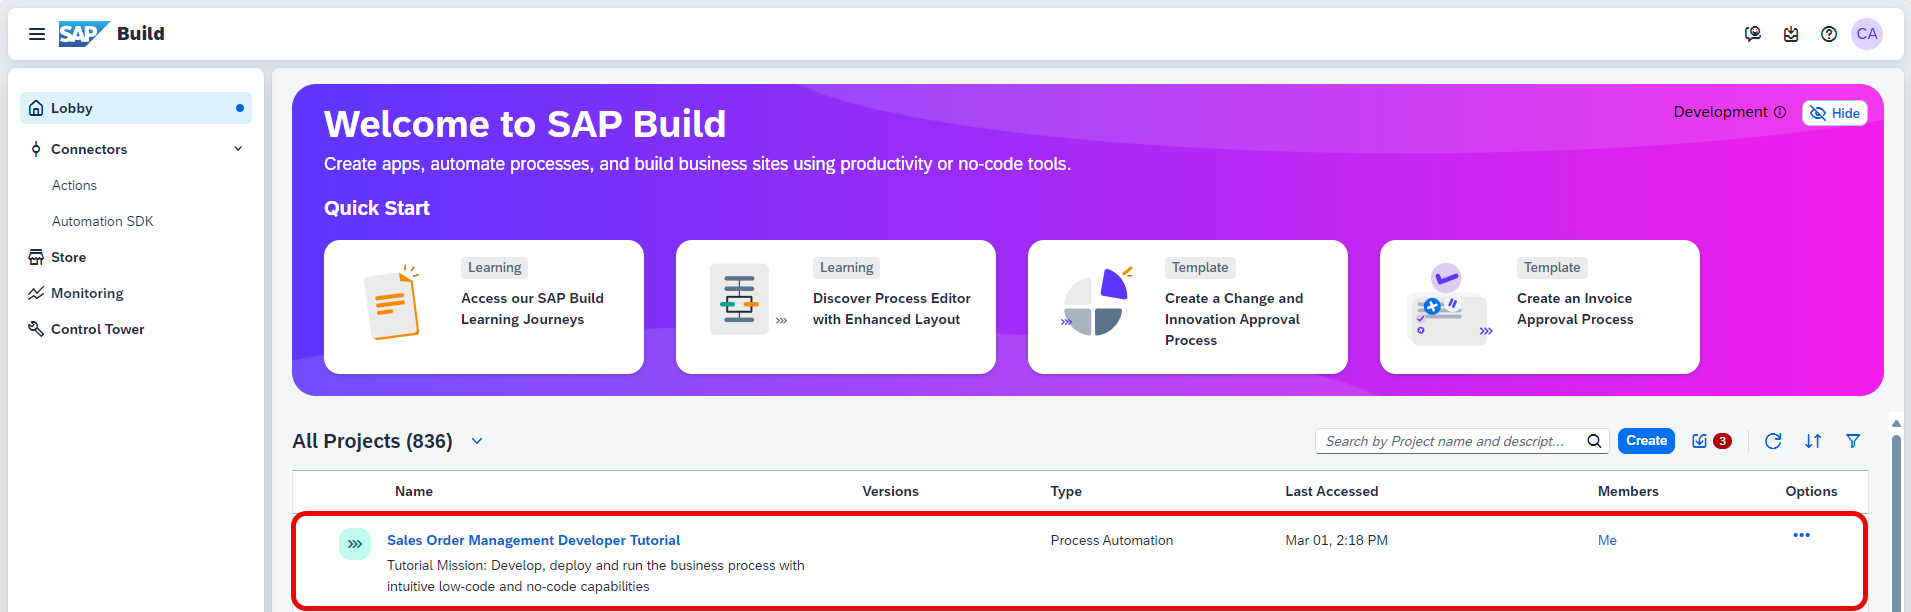 SAP Build
CA
Lobby
Connectors
Actions
Automation SDK
Store
Monitoring
Control Tower
Welcome to SAP Build
Development
Hide
Create apps, automate processes, and build business sites using productivity or no-code tools.
Quick Start
Learning
Access our SAP Build
Learning Journeys
Learning
Discover Process Editor
with Enhanced Layout
Template
Create a Change and
Innovation Approval
Process
Template
Create an Invoice
Approval Process
All Projects (836)
Search by Project name and descript...
Create
3
Name Versions Type Last Accessed Members Options
Sales Order Management Developer Tutorial Process Automation Mar 01, 2:18 PM Me
Tutorial Mission: Develop, deploy and run the business process with
intuitive low-code and no-code capabilities